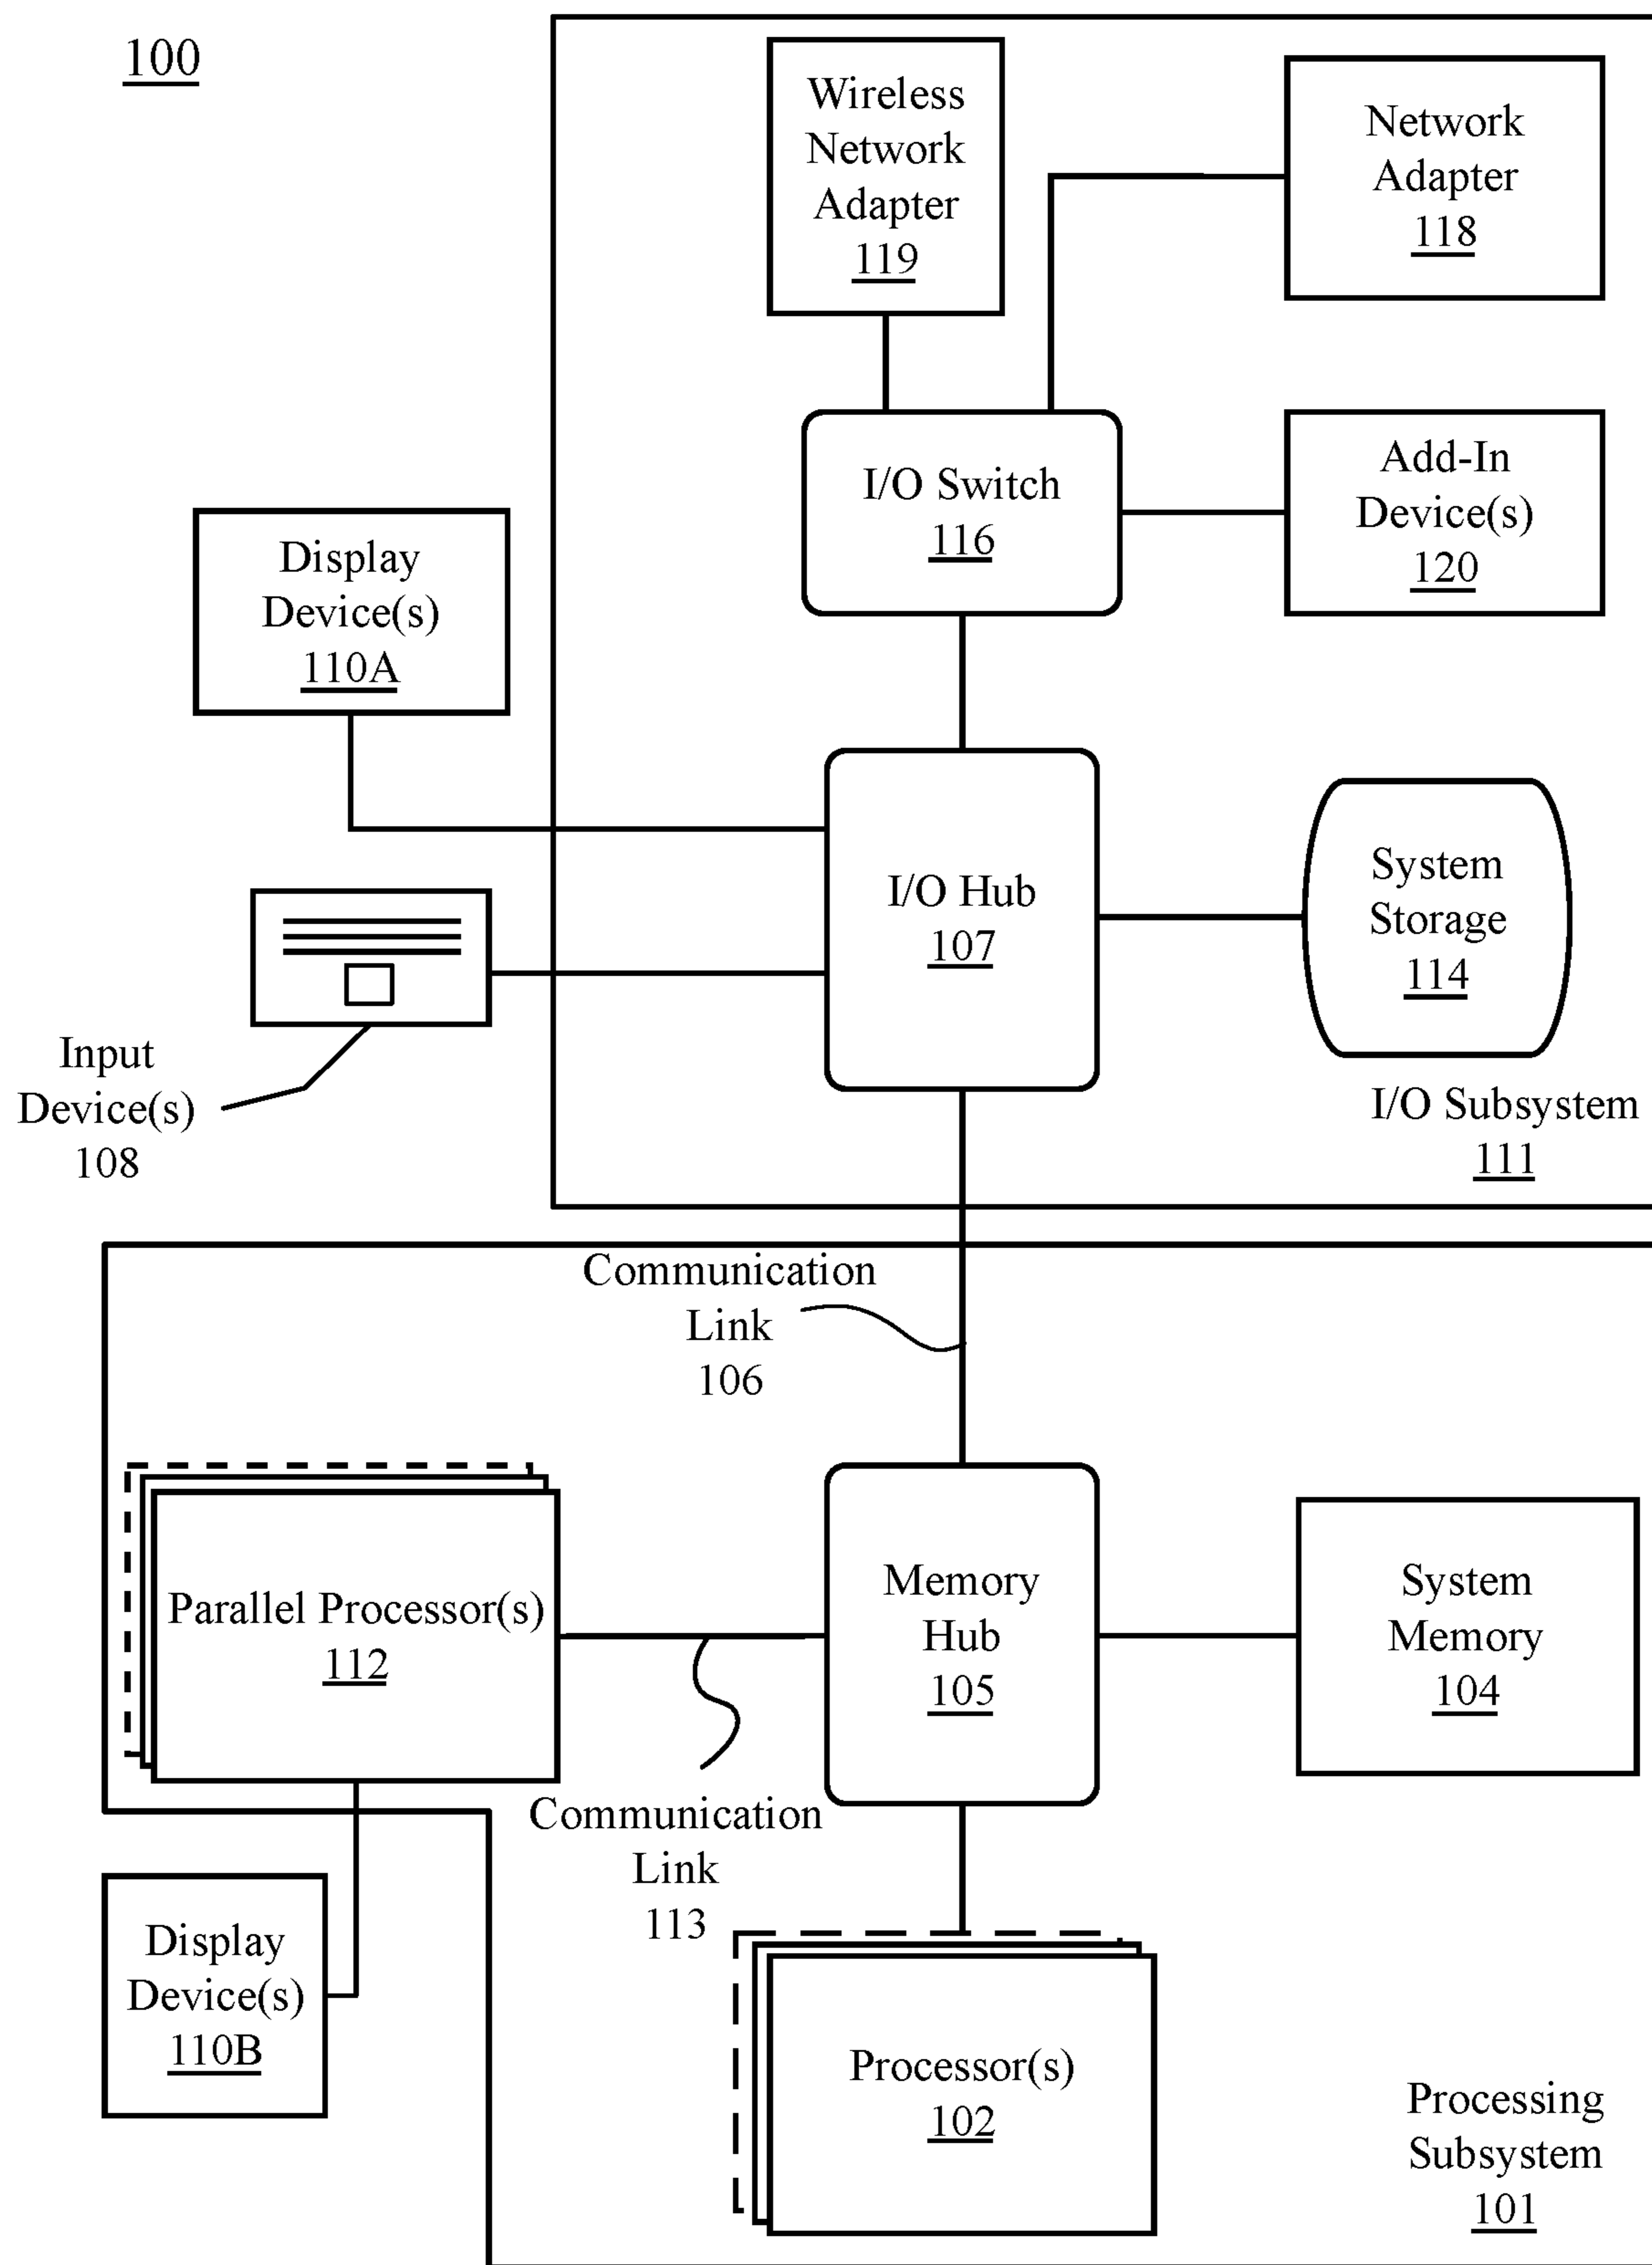 100
Wireless
Network
Adapter
119
Network
Adapter
118
I/O Switch
116
Add-In
Device(s)
120
Display
Device(s)
110A
I/O Hub
107
System
Storage
114
Input
Device(s)
108
I/O Subsystem
111
Communication
Link
106
Parallel Processor(s)
112
Memory
Hub
105
System
Memory
104
Communication
Link
113
Display
Device(s)
110B
Processor(s)
102
Processing
Subsystem
101